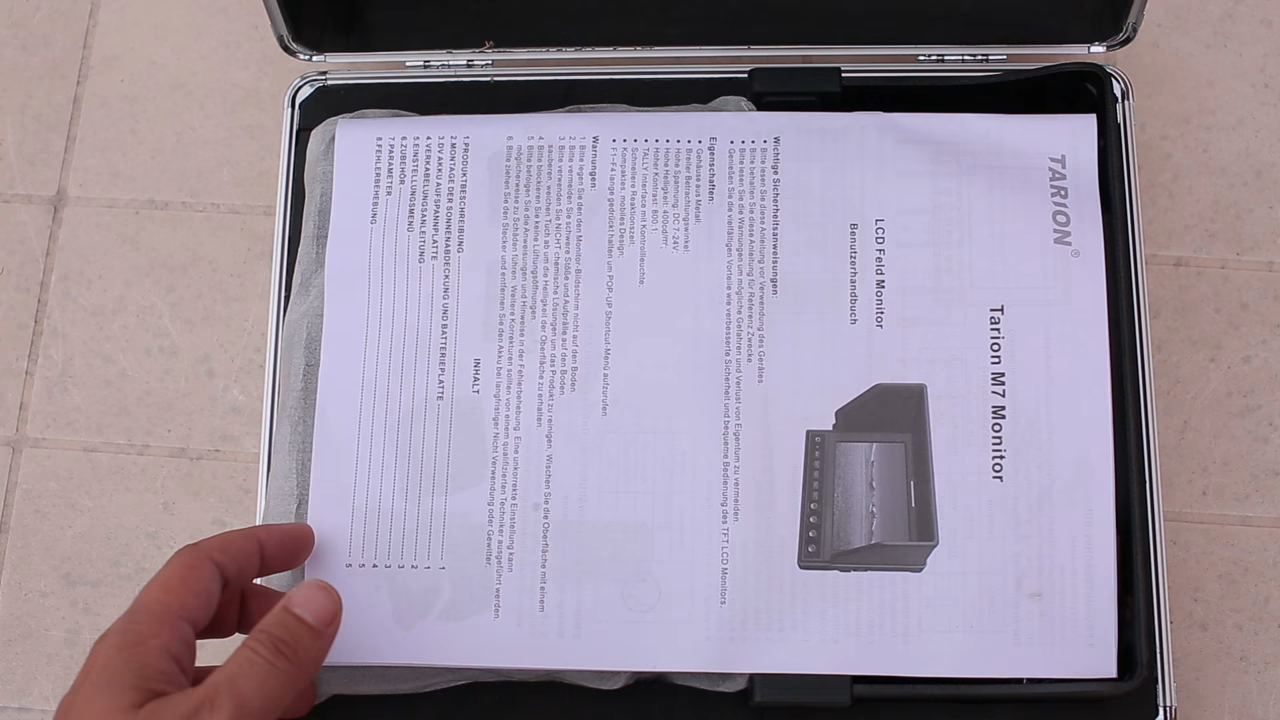 TARION®
Tarion M7 Monitor
LCD Feld Monitor
Benutzerhandbuch
Wichtige Sicherheitsanweisungen:
• Bitte lesen Sie diese Anleitung vor Verwendung des Gerätes.
• Bitte behalten Sie diese Anleitung für Referenz Zwecke.
• Bitte lesen Sie die Warnungen um mögliche Gefahren und Verlust von Eigentum zu vermeiden.
• Genießen Sie die vielfältigen Vorteile wie verbesserte Sicherheit und bequeme Bedienung des TFT LCD Monitors.
Eigenschaften:
• Gehäuse aus Metall;
• Breiter Betrachtungswinkel;
• Hohe Spannung: DC 7-24V;
• Hohe Helligkeit: 400cd/m²;
• Hoher Kontrast: 800:1;
• TALLY Interface mit Kontrollleuchte;
• Schnellere Reaktionszeit;
• Kompaktes, mobiles Design;
• F1~F4 lange gedrückt halten um POP-UP Shortcut-Menü aufzurufen.
Warnungen:
1. Bitte legen Sie den den Monitor-Bildschirm nicht auf den Boden.
2. Bitte vermeiden Sie schwere Stöße und Aufprälle auf den Boden.
3. Bitte verwenden Sie NICHT chemische Lösungen um das Produkt zu reinigen. Wischen Sie die Oberfläche mit einem
sauberen, weichen Tuch ab um die Helligkeit der Oberfläche zu erhalten.
4. Bitte blockieren Sie keine Lüftungsöffnungen.
5. Bitte befolgen Sie die Anweisungen und Hinweise in der Fehlerbehebung. Eine unkorrekte Einstellung kann
möglicherweise zu Schäden führen. Weitere Korrekturen sollten von einem qualifizierten Techniker ausgeführt werden.
6. Bitte ziehen Sie den Stecker und entfernen Sie den Akku bei langfristiger Nicht Verwendung oder Gewitter.
INHALT
1.PRODUKTBESCHREIBUNG 1
2.MONTAGE DER SONNENABDECKUNG UND BATTERIEPLATTE 1
3.DV AKKU AUFSPANNPLATTE 2
4.VERKABELUNGSANLEITUNG 3
5.EINSTELLUNGSMENÜ 3
6.ZUBEHÖR 4
7.PARAMETER 5
8.FEHLERBEHEBUNG 5